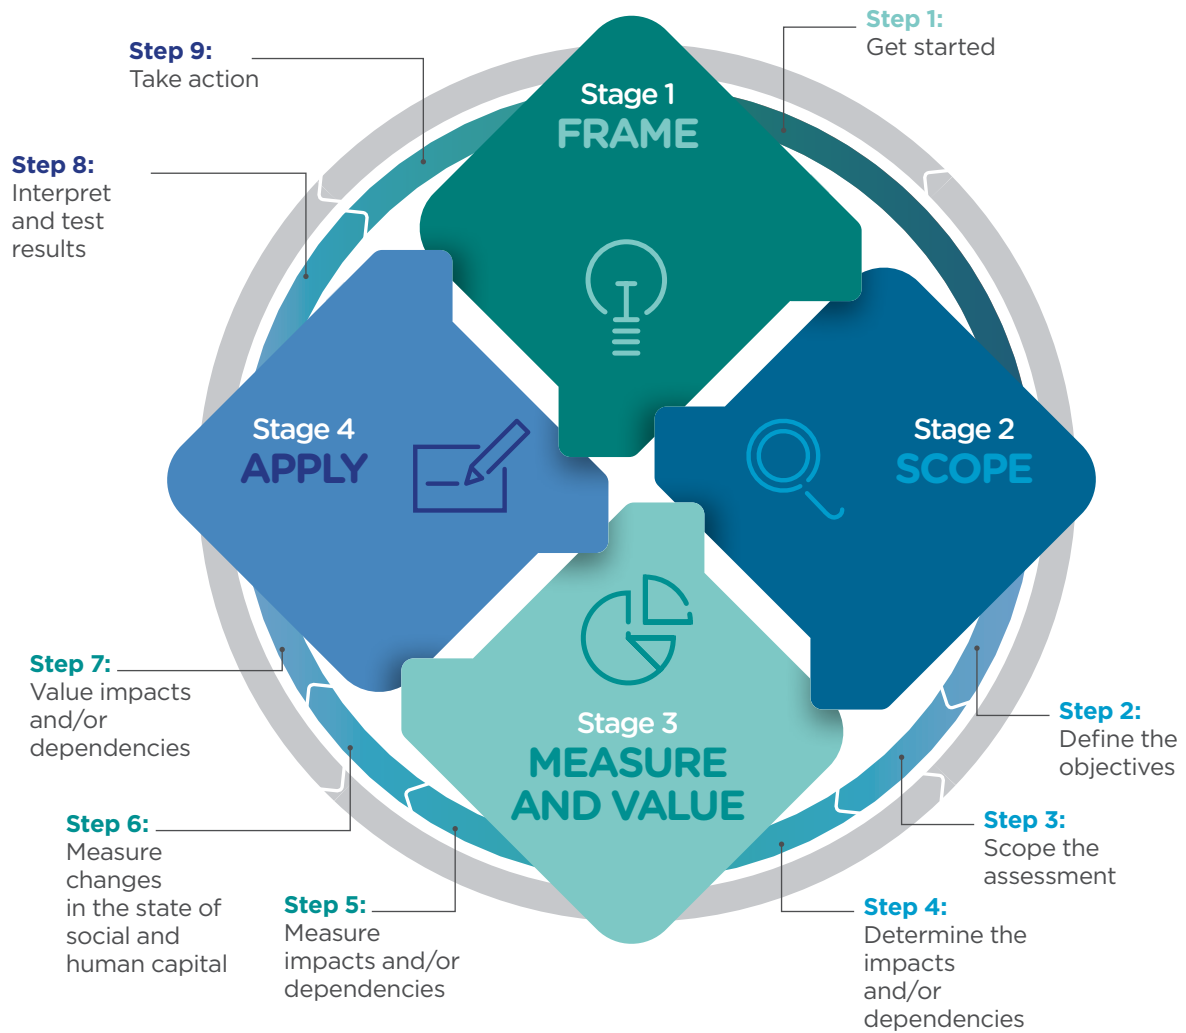 Step 1:
Get started
Step 9:
Take action
Stage 1
FRAME
Step 8:
Interpret
and test
results
Stage 4
APPLY
Stage 2
SCOPE
Stage 3
MEASURE
AND VALUE
Step 7:
Value impacts
and/or
dependencies
Step 2:
Define the
objectives
Step 6:
Measure
changes
in the state of
social and
human capital
Step 3:
Scope the
assessment
Step 5:
Measure
impacts and/or
dependencies
Step 4:
Determine the
impacts
and/or
dependencies